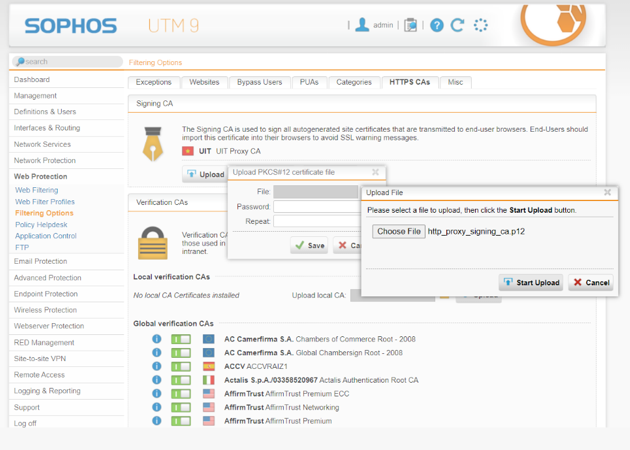 SOPHOS UTM 9
admin
search
Filtering Options
Dashboard
Management
Definitions & Users
Interfaces & Routing
Network Services
Network Protection
Web Protection
Web Filtering
Web Filter Profiles
Filtering Options
Policy Helpdesk
Application Control
FTP
Email Protection
Advanced Protection
Endpoint Protection
Wireless Protection
Webserver Protection
RED Management
Site-to-site VPN
Remote Access
Logging & Reporting
Support
Log off
Exceptions Websites Bypass Users PUAs Categories HTTPS CAs Misc
Signing CA
The Signing CA is used to sign all autogenerated site certificates that are transmitted to end-user browsers. End-Users should
import this certificate into their browsers to avoid SSL warning messages.
UIT UIT Proxy CA
Upload
Upload PKCS#12 certificate file
File:
Password:
Repeat:
Save
Upload File
Please select a file to upload, then click the Start Upload button.
Choose File http_proxy_signing_ca.p12
Start Upload Cancel
Verification CAs
Verification CA
those used in
intranet.
Local verification CAs
No local CA Certificates installed Upload local CA:
Global verification CAs
AC Camerfirma S.A. Chambers of Commerce Root - 2008
AC Camerfirma S.A. Global Chambersign Root - 2008
ACCV ACCVRAIZ1
Actalis S.p.A./03358520967 Actalis Authentication Root CA
AffirmTrust AffirmTrust Premium ECC
AffirmTrust AffirmTrust Networking
AffirmTrust AffirmTrust Premium